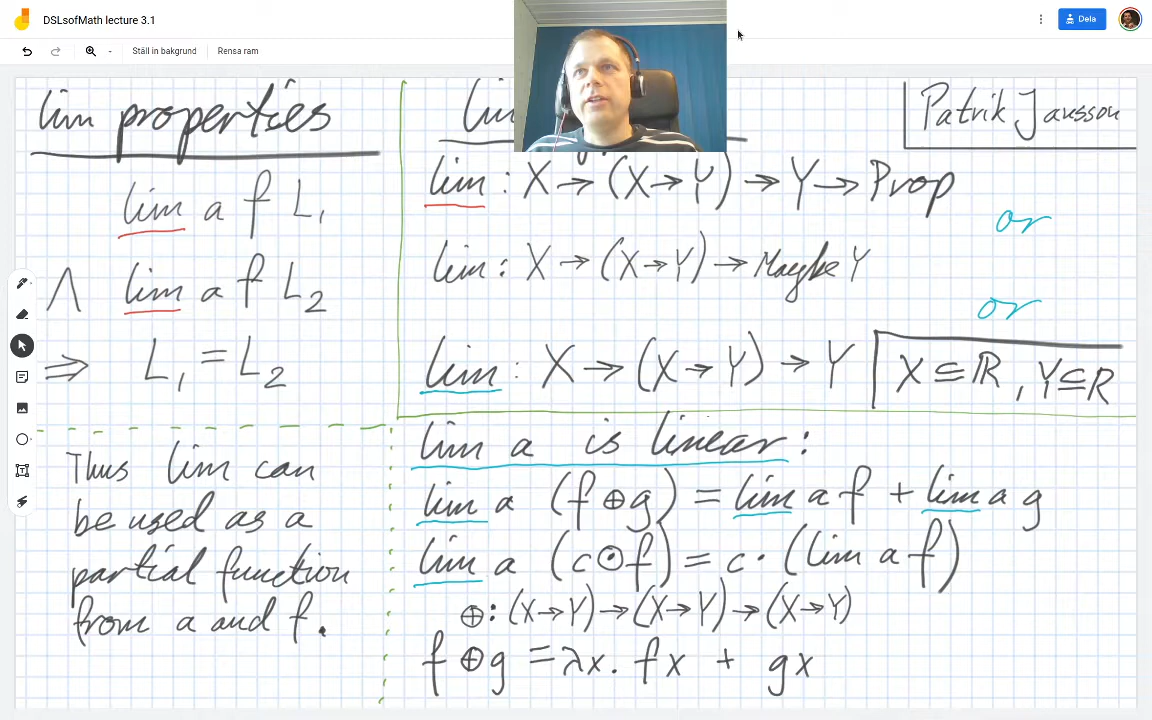 DSLsofMath lecture 3.1
Dela
Ställ in bakgrund
Rensa ram
lim properties
lim a f L₁
∧ lim a f L₂
⇒ L₁ = L₂
Thus lim can
be used as a
partial function
from a and f.
Patrik Jansson
lim : X → (X → Y) → Y → Prop
or
lim : X → (X → Y) → Maybe Y
or
lim : X → (X → Y) → Y
X ⊆ ℝ, Y ⊆ ℝ
lim a is linear:
lim a (f ⊕ g) = lim a f + lim a g
lim a (c ⊙ f) = c · (lim a f)
⊕ : (X → Y) → (X → Y) → (X → Y)
f ⊕ g = λx. f x + g x